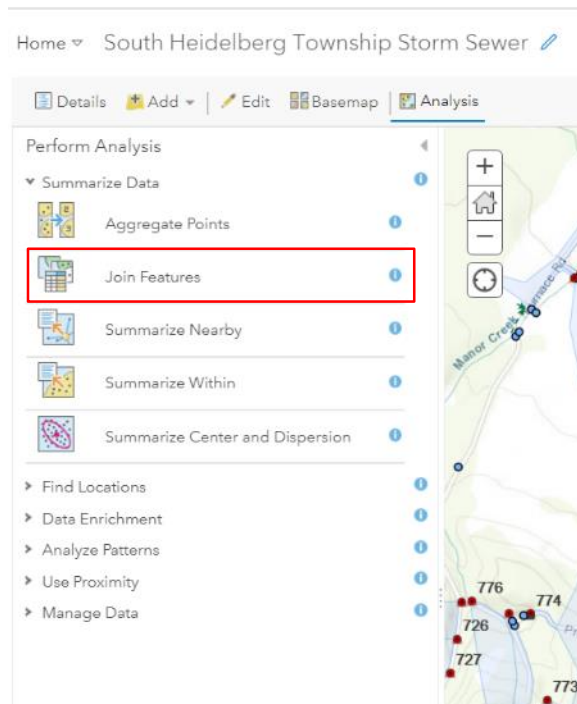 Home South Heidelberg Township Storm Sewer
Details Add Edit Basemap Analysis
Perform Analysis
Summarize Data
Aggregate Points
Join Features
Summarize Nearby
Summarize Within
Summarize Center and Dispersion
Find Locations
Data Enrichment
Analyze Patterns
Use Proximity
Manage Data
+
−
Manor Creek
Furnace Rd
776
774
726
727
773